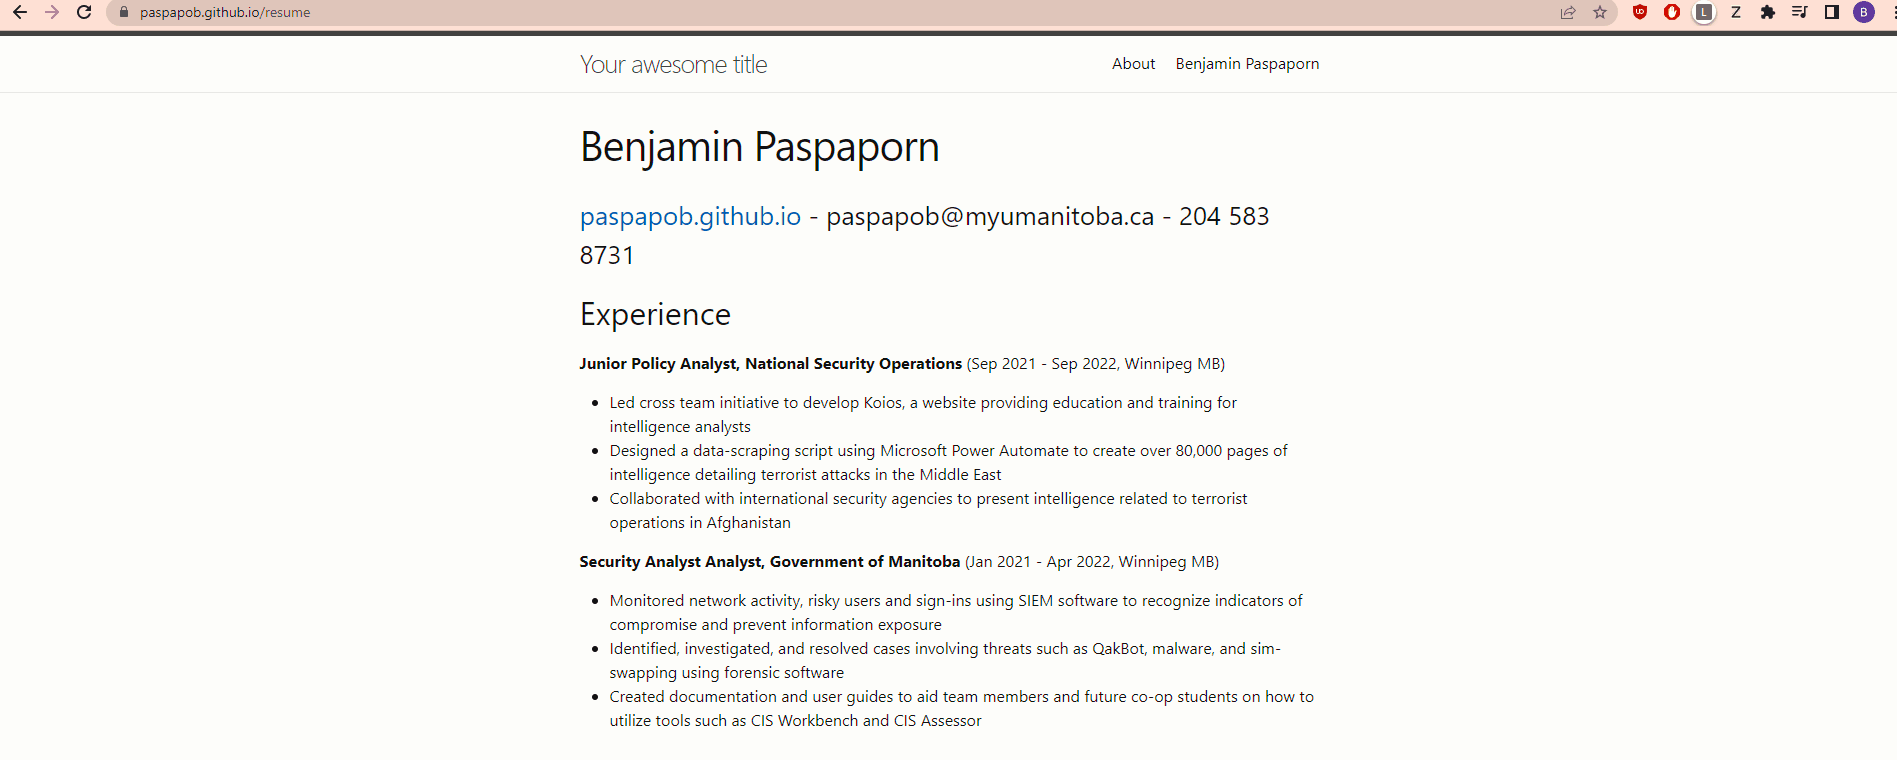 paspapob.github.io/resume
Your awesome title
About Benjamin Paspaporn
Benjamin Paspaporn
paspapob.github.io - paspapob@myumanitoba.ca - 204 583
8731
Experience
Junior Policy Analyst, National Security Operations (Sep 2021 - Sep 2022, Winnipeg MB)
• Led cross team initiative to develop Koios, a website providing education and training for
intelligence analysts
• Designed a data-scraping script using Microsoft Power Automate to create over 80,000 pages of
intelligence detailing terrorist attacks in the Middle East
• Collaborated with international security agencies to present intelligence related to terrorist
operations in Afghanistan
Security Analyst Analyst, Government of Manitoba (Jan 2021 - Apr 2022, Winnipeg MB)
• Monitored network activity, risky users and sign-ins using SIEM software to recognize indicators of
compromise and prevent information exposure
• Identified, investigated, and resolved cases involving threats such as QakBot, malware, and sim-
swapping using forensic software
• Created documentation and user guides to aid team members and future co-op students on how to
utilize tools such as CIS Workbench and CIS Assessor